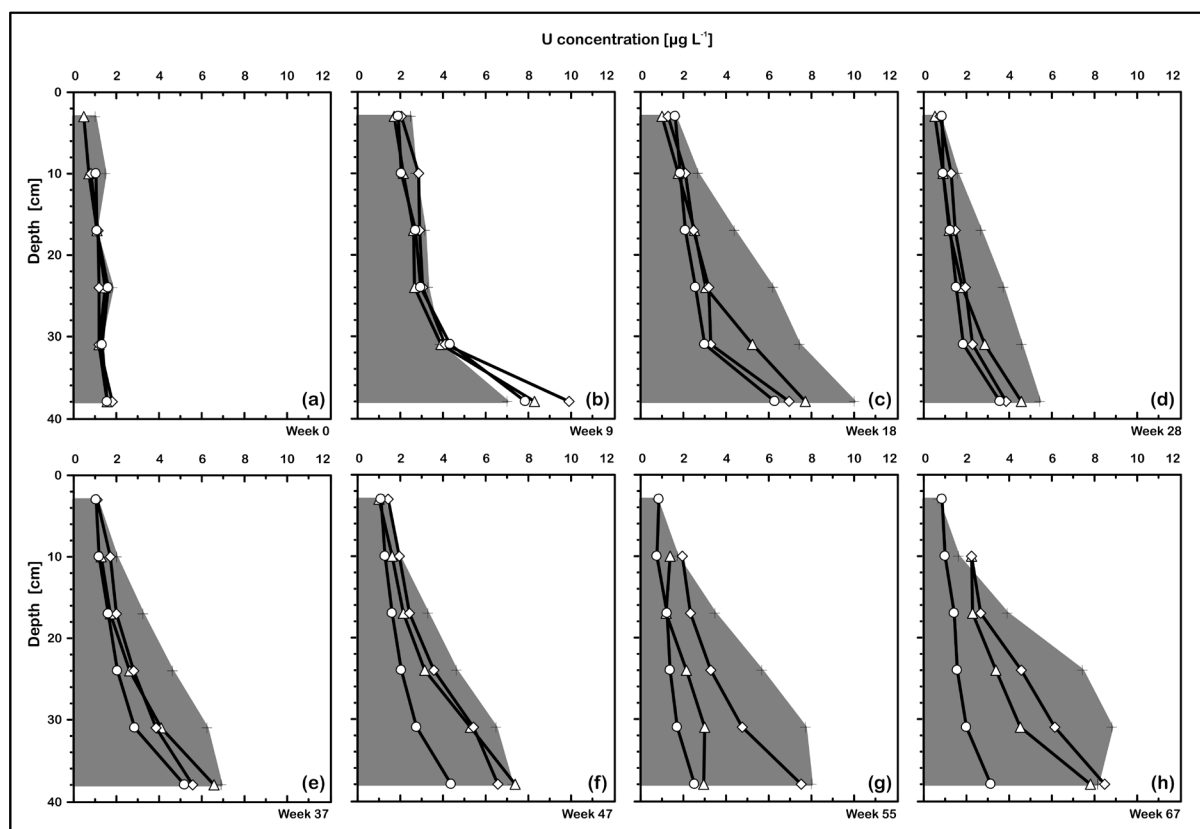 U concentration [µg L⁻¹]
0 2 4 6 8 10 12 0 2 4 6 8 10 12 0 2 4 6 8 10 12 0 2 4 6 8 10 12
0
10
20
30
40
Depth [cm]
(a) (b) (c) (d)
Week 0 Week 9 Week 18 Week 28
0 2 4 6 8 10 12 0 2 4 6 8 10 12 0 2 4 6 8 10 12 0 2 4 6 8 10 12
0
10
20
30
40
Depth [cm]
(e) (f) (g) (h)
Week 37 Week 47 Week 55 Week 67